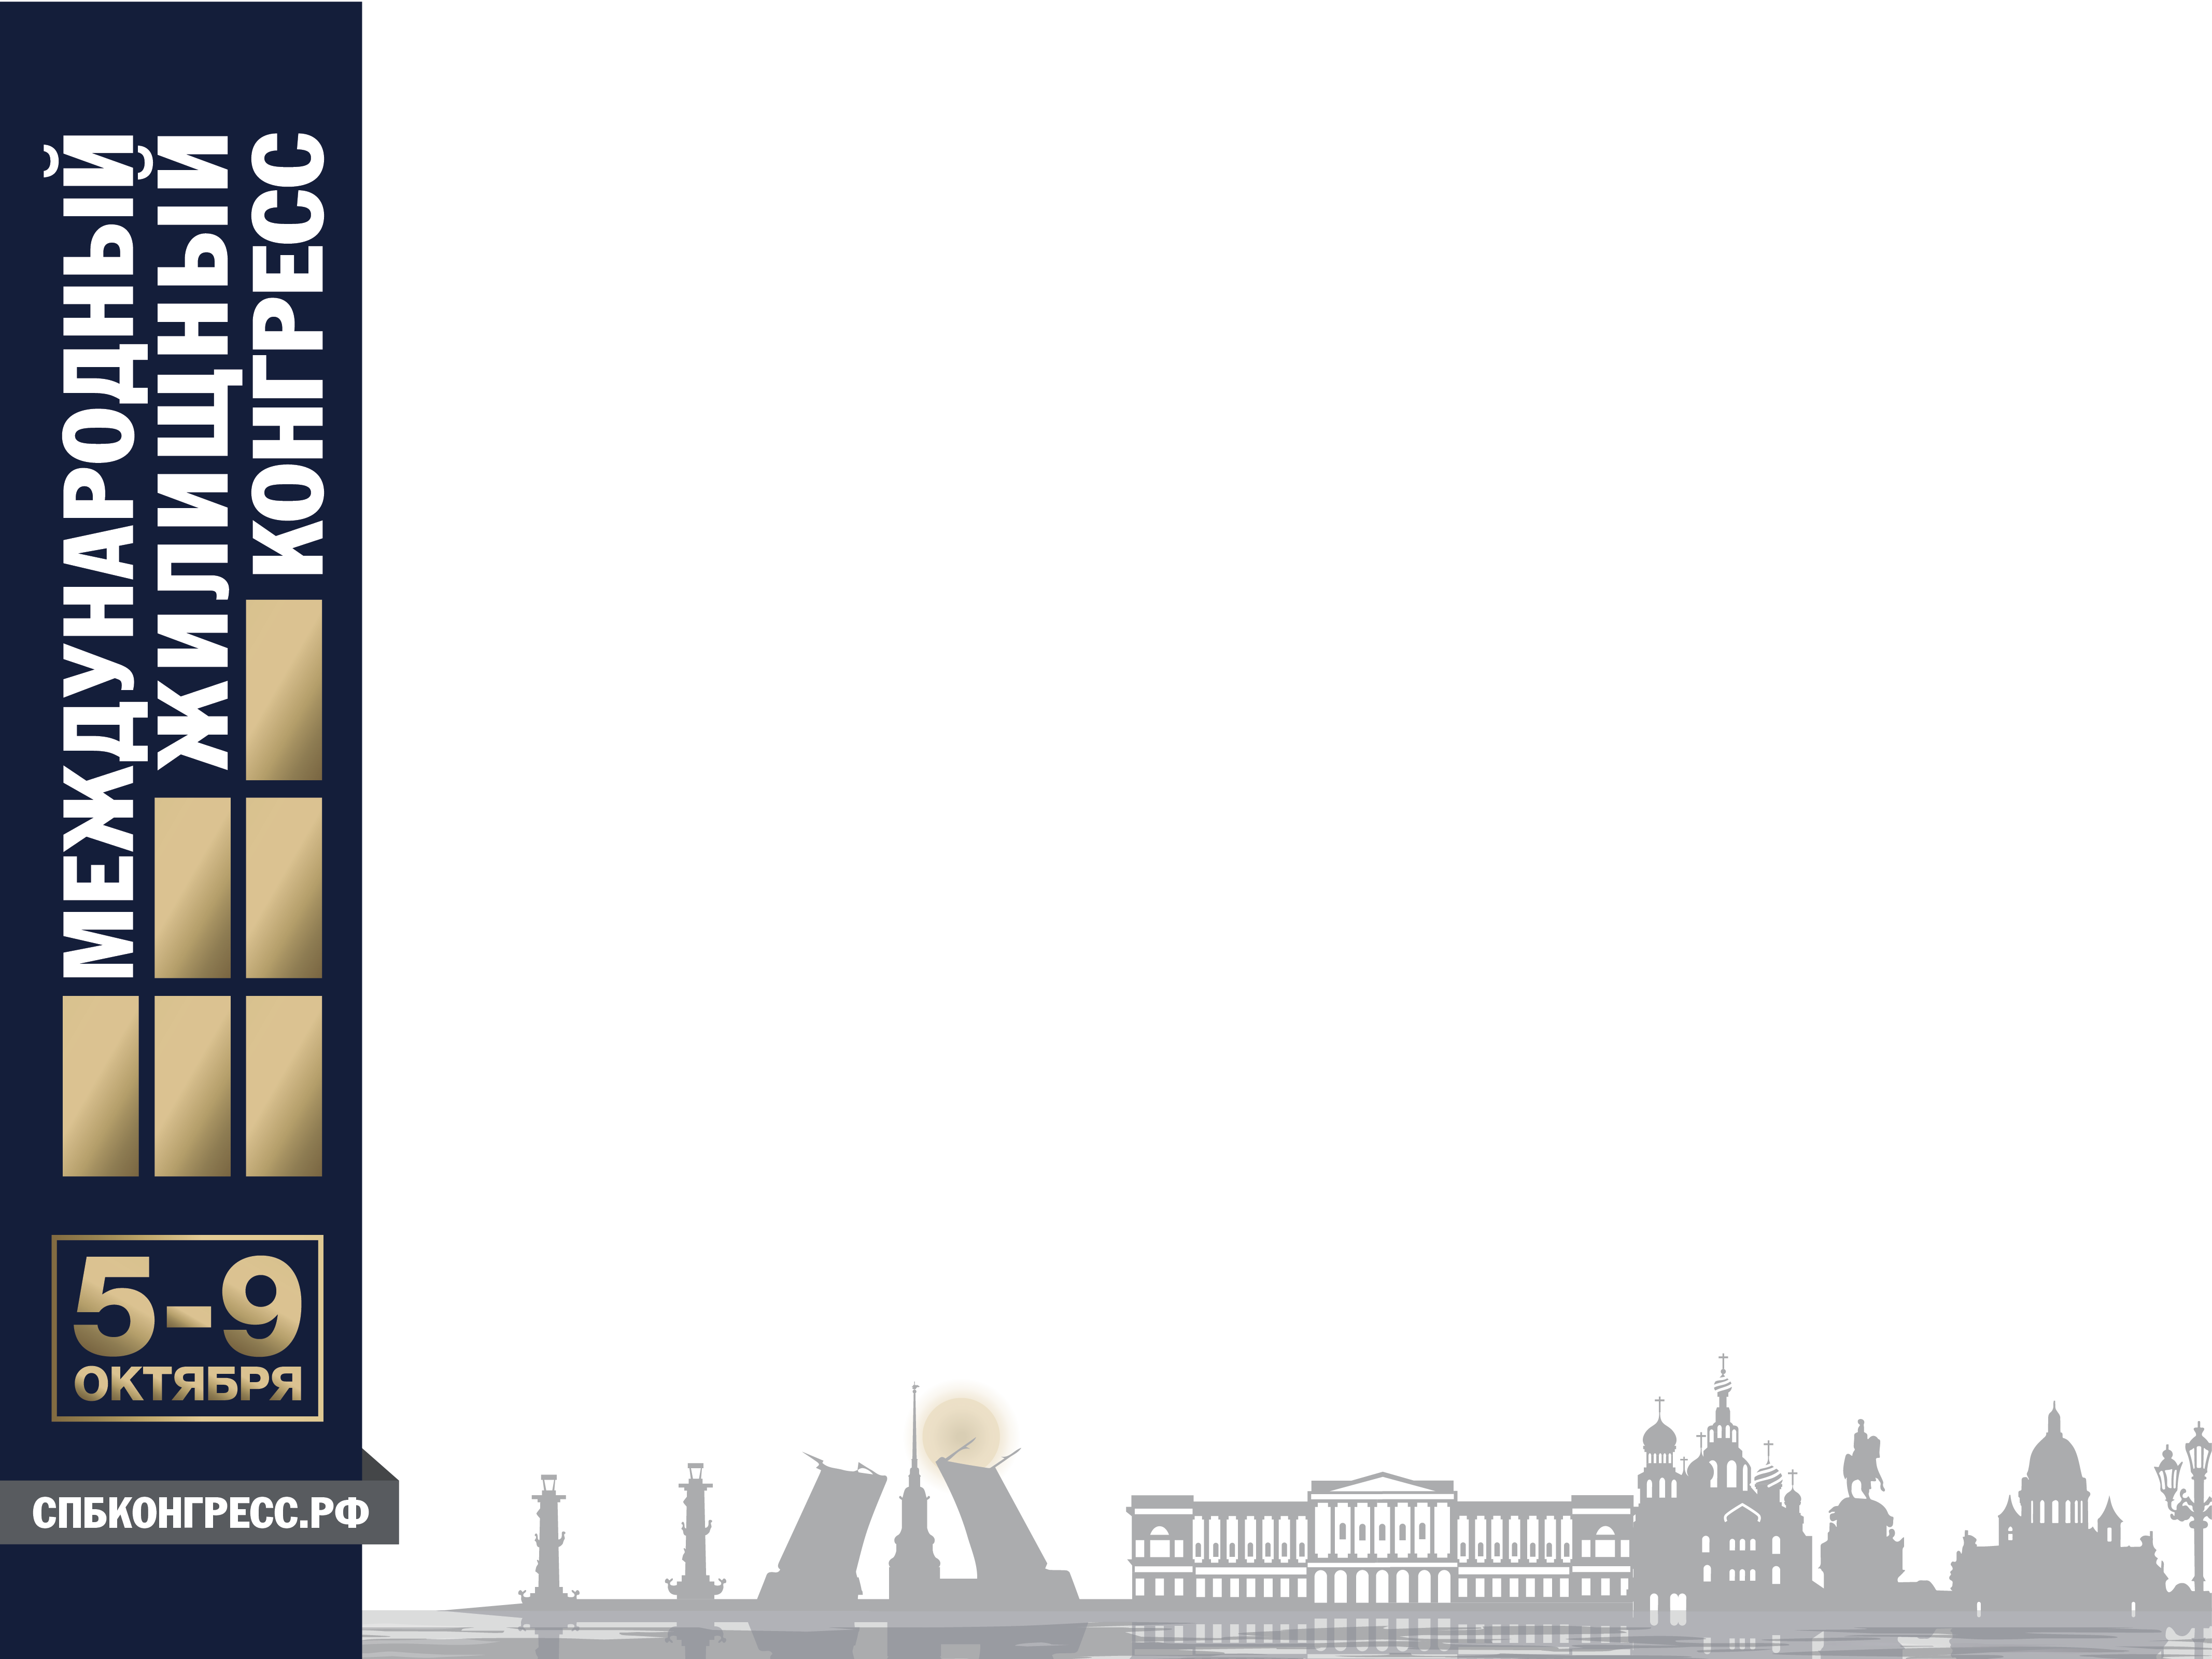 МЕЖДУНАРОДНЫЙ
ЖИЛИЩНЫЙ
КОНГРЕСС
5-9
ОКТЯБРЯ
СПБКОНГРЕСС.РФ